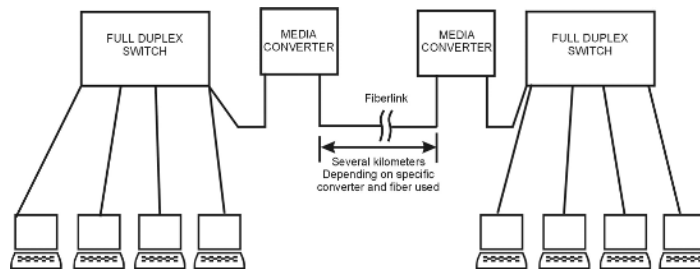 FULL DUPLEX
SWITCH
MEDIA
CONVERTER
MEDIA
CONVERTER
FULL DUPLEX
SWITCH
Fiberlink
Several kilometers
Depending on specific
converter and fiber used